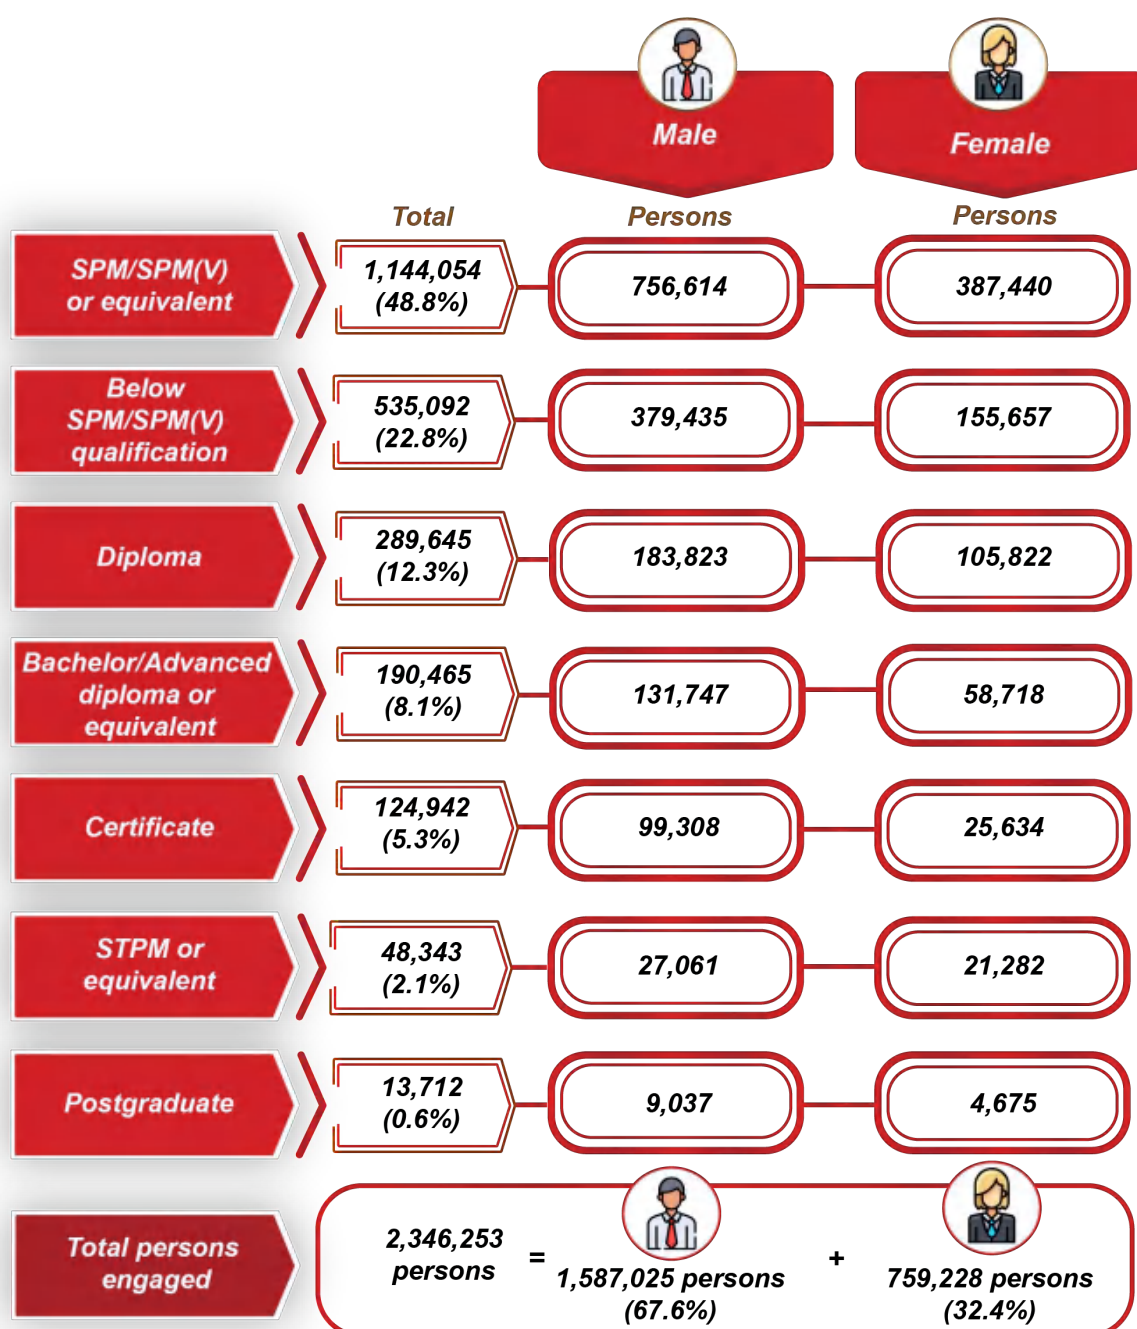 Male
Female
Total
Persons
Persons
SPM/SPM(V)
or equivalent
1,144,054
(48.8%)
756,614
387,440
Below
SPM/SPM(V)
qualification
535,092
(22.8%)
379,435
155,657
Diploma
289,645
(12.3%)
183,823
105,822
Bachelor/Advanced
diploma or
equivalent
190,465
(8.1%)
131,747
58,718
Certificate
124,942
(5.3%)
99,308
25,634
STPM or
equivalent
48,343
(2.1%)
27,061
21,282
Postgraduate
13,712
(0.6%)
9,037
4,675
Total persons
engaged
2,346,253
persons
=
1,587,025 persons
(67.6%)
+
759,228 persons
(32.4%)